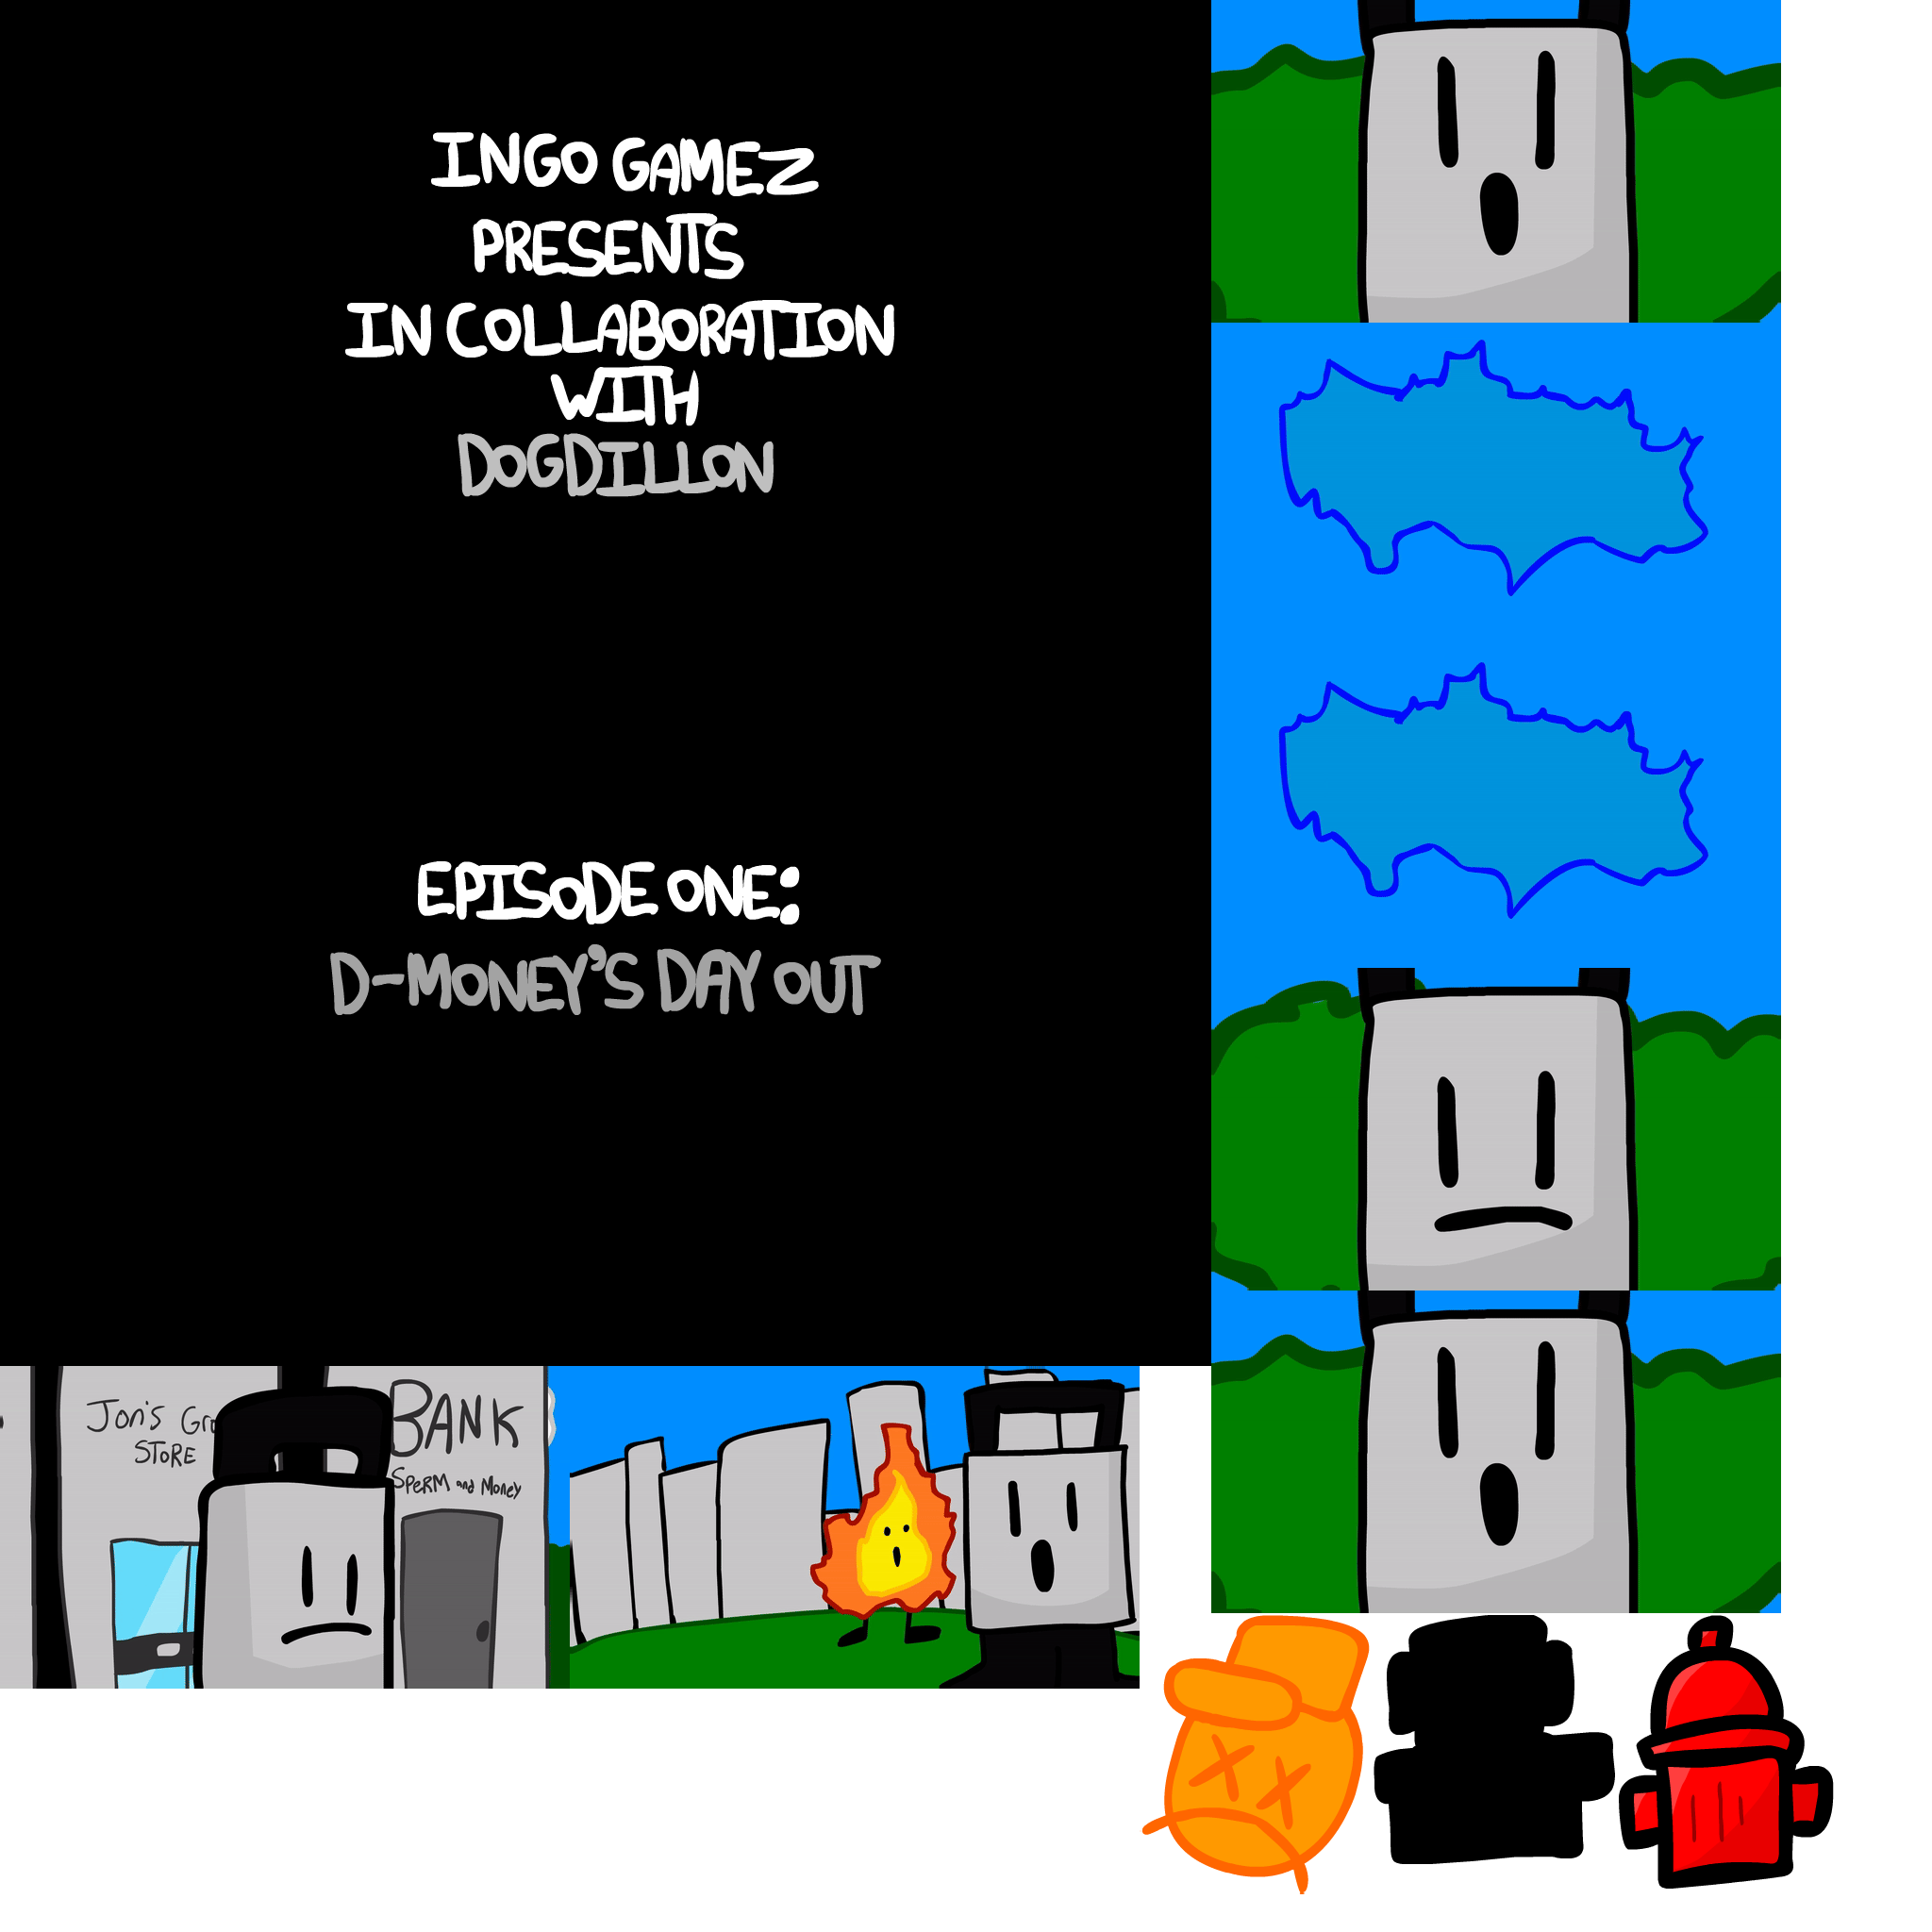 INGO GAMEZ
PRESENTS
IN COLLABORATION
WITH
DOGDILLON
EPISODE ONE:
D-MONEY'S DAY OUT
Jon's
STORE
BANK
SPERM and Money